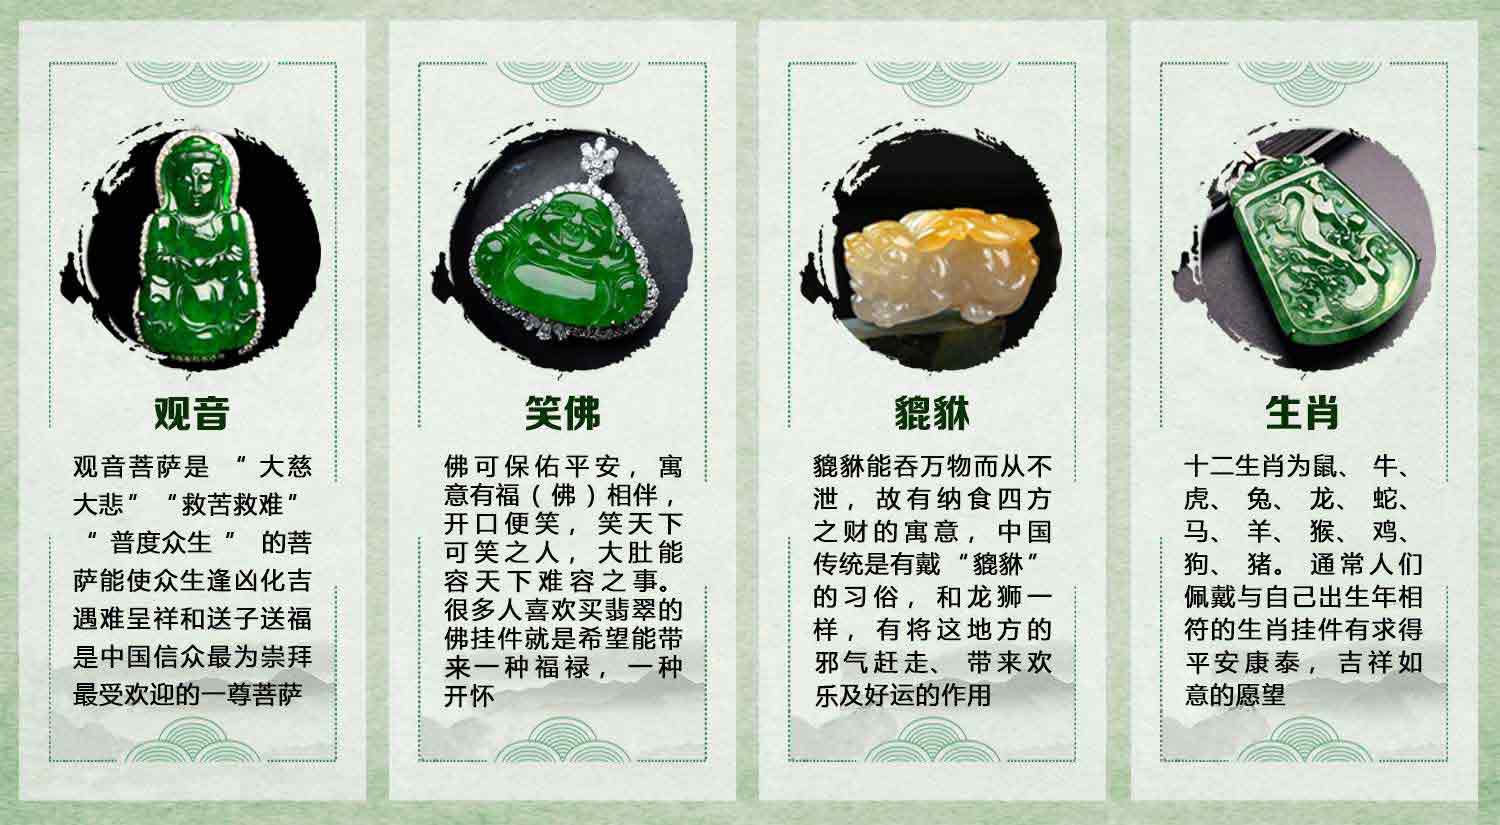 观音
观音菩萨是 “ 大慈
大悲” “救苦救难”
“ 普度众生 ” 的菩
萨能使众生逢凶化吉
遇难呈祥和送子送福
是中国信众最为崇拜
最受欢迎的一尊菩萨
笑佛
佛可保佑平安，寓
意有福（佛）相伴，
开口便笑，笑天下
可笑之人，大肚能
容天下难容之事。
很多人喜欢买翡翠的
佛挂件就是希望能带
来一种福禄，一种
开怀
貔貅
貔貅能吞万物而从不
泄，故有纳食四方
之财的寓意，中国
传统是有戴“貔貅”
的习俗，和龙狮一
样，有将这地方的
邪气赶走、带来欢
乐及好运的作用
生肖
十二生肖为鼠、牛、
虎、兔、龙、蛇、
马、羊、猴、鸡、
狗、猪。通常人们
佩戴与自己出生年相
符的生肖挂件有求得
平安康泰，吉祥如
意的愿望